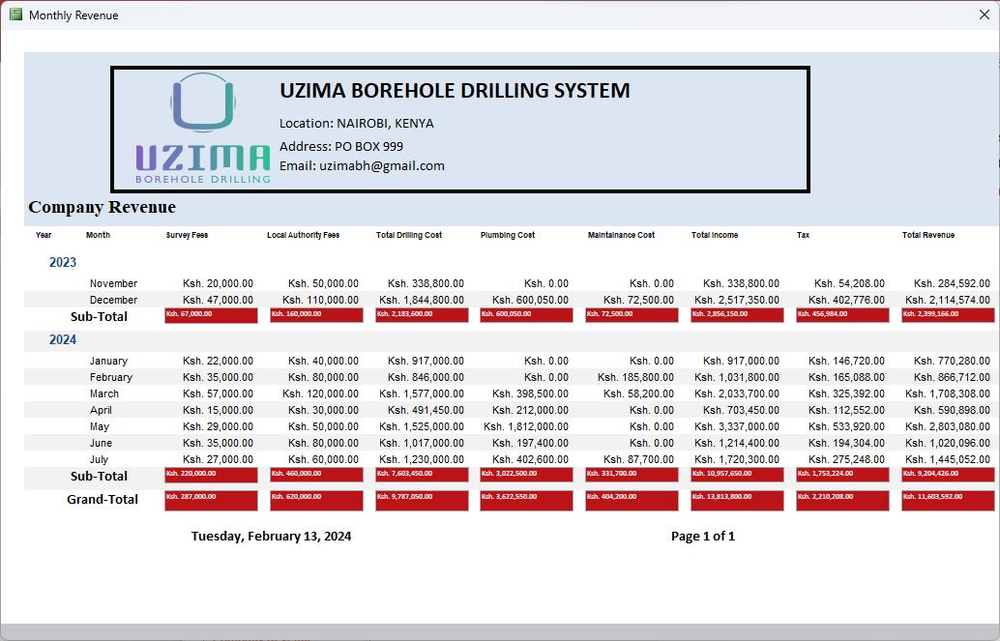 Monthly Revenue
UZIMA BOREHOLE DRILLING SYSTEM
Location: NAIROBI, KENYA
Address: PO BOX 999
Email: uzimabh@gmail.com
UZIMA
BOREHOLE DRILLING
Company Revenue
Year Month Survey Fees Local Authority Fees Total Drilling Cost Plumbing Cost Maintainance Cost Total Income Tax Total Revenue
2023
November Ksh. 20,000.00 Ksh. 50,000.00 Ksh. 338,800.00 Ksh. 0.00 Ksh. 0.00 Ksh. 338,800.00 Ksh. 54,208.00 Ksh. 284,592.00
December Ksh. 47,000.00 Ksh. 110,000.00 Ksh. 1,844,800.00 Ksh. 600,050.00 Ksh. 72,500.00 Ksh. 2,517,350.00 Ksh. 402,776.00 Ksh. 2,114,574.00
Sub-Total Ksh. 67,000.00 Ksh. 160,000.00 Ksh. 2,183,600.00 Ksh. 600,050.00 Ksh. 72,500.00 Ksh. 2,856,150.00 Ksh. 456,984.00 Ksh. 2,399,166.00
2024
January Ksh. 22,000.00 Ksh. 40,000.00 Ksh. 917,000.00 Ksh. 0.00 Ksh. 0.00 Ksh. 917,000.00 Ksh. 146,720.00 Ksh. 770,280.00
February Ksh. 35,000.00 Ksh. 80,000.00 Ksh. 846,000.00 Ksh. 0.00 Ksh. 185,800.00 Ksh. 1,031,800.00 Ksh. 165,088.00 Ksh. 866,712.00
March Ksh. 57,000.00 Ksh. 120,000.00 Ksh. 1,577,000.00 Ksh. 398,500.00 Ksh. 58,200.00 Ksh. 2,033,700.00 Ksh. 325,392.00 Ksh. 1,708,308.00
April Ksh. 15,000.00 Ksh. 30,000.00 Ksh. 491,450.00 Ksh. 212,000.00 Ksh. 0.00 Ksh. 703,450.00 Ksh. 112,552.00 Ksh. 590,898.00
May Ksh. 29,000.00 Ksh. 50,000.00 Ksh. 1,525,000.00 Ksh. 1,812,000.00 Ksh. 0.00 Ksh. 3,337,000.00 Ksh. 533,920.00 Ksh. 2,803,080.00
June Ksh. 35,000.00 Ksh. 80,000.00 Ksh. 1,017,000.00 Ksh. 197,400.00 Ksh. 0.00 Ksh. 1,214,400.00 Ksh. 194,304.00 Ksh. 1,020,096.00
July Ksh. 27,000.00 Ksh. 60,000.00 Ksh. 1,230,000.00 Ksh. 402,600.00 Ksh. 87,700.00 Ksh. 1,720,300.00 Ksh. 275,248.00 Ksh. 1,445,052.00
Sub-Total Ksh. 220,000.00 Ksh. 460,000.00 Ksh. 7,603,450.00 Ksh. 3,022,500.00 Ksh. 331,700.00 Ksh. 10,957,650.00 Ksh. 1,753,224.00 Ksh. 9,204,426.00
Grand-Total Ksh. 287,000.00 Ksh. 620,000.00 Ksh. 9,787,050.00 Ksh. 3,622,550.00 Ksh. 404,200.00 Ksh. 13,813,800.00 Ksh. 2,210,208.00 Ksh. 11,603,592.00
Tuesday, February 13, 2024 Page 1 of 1